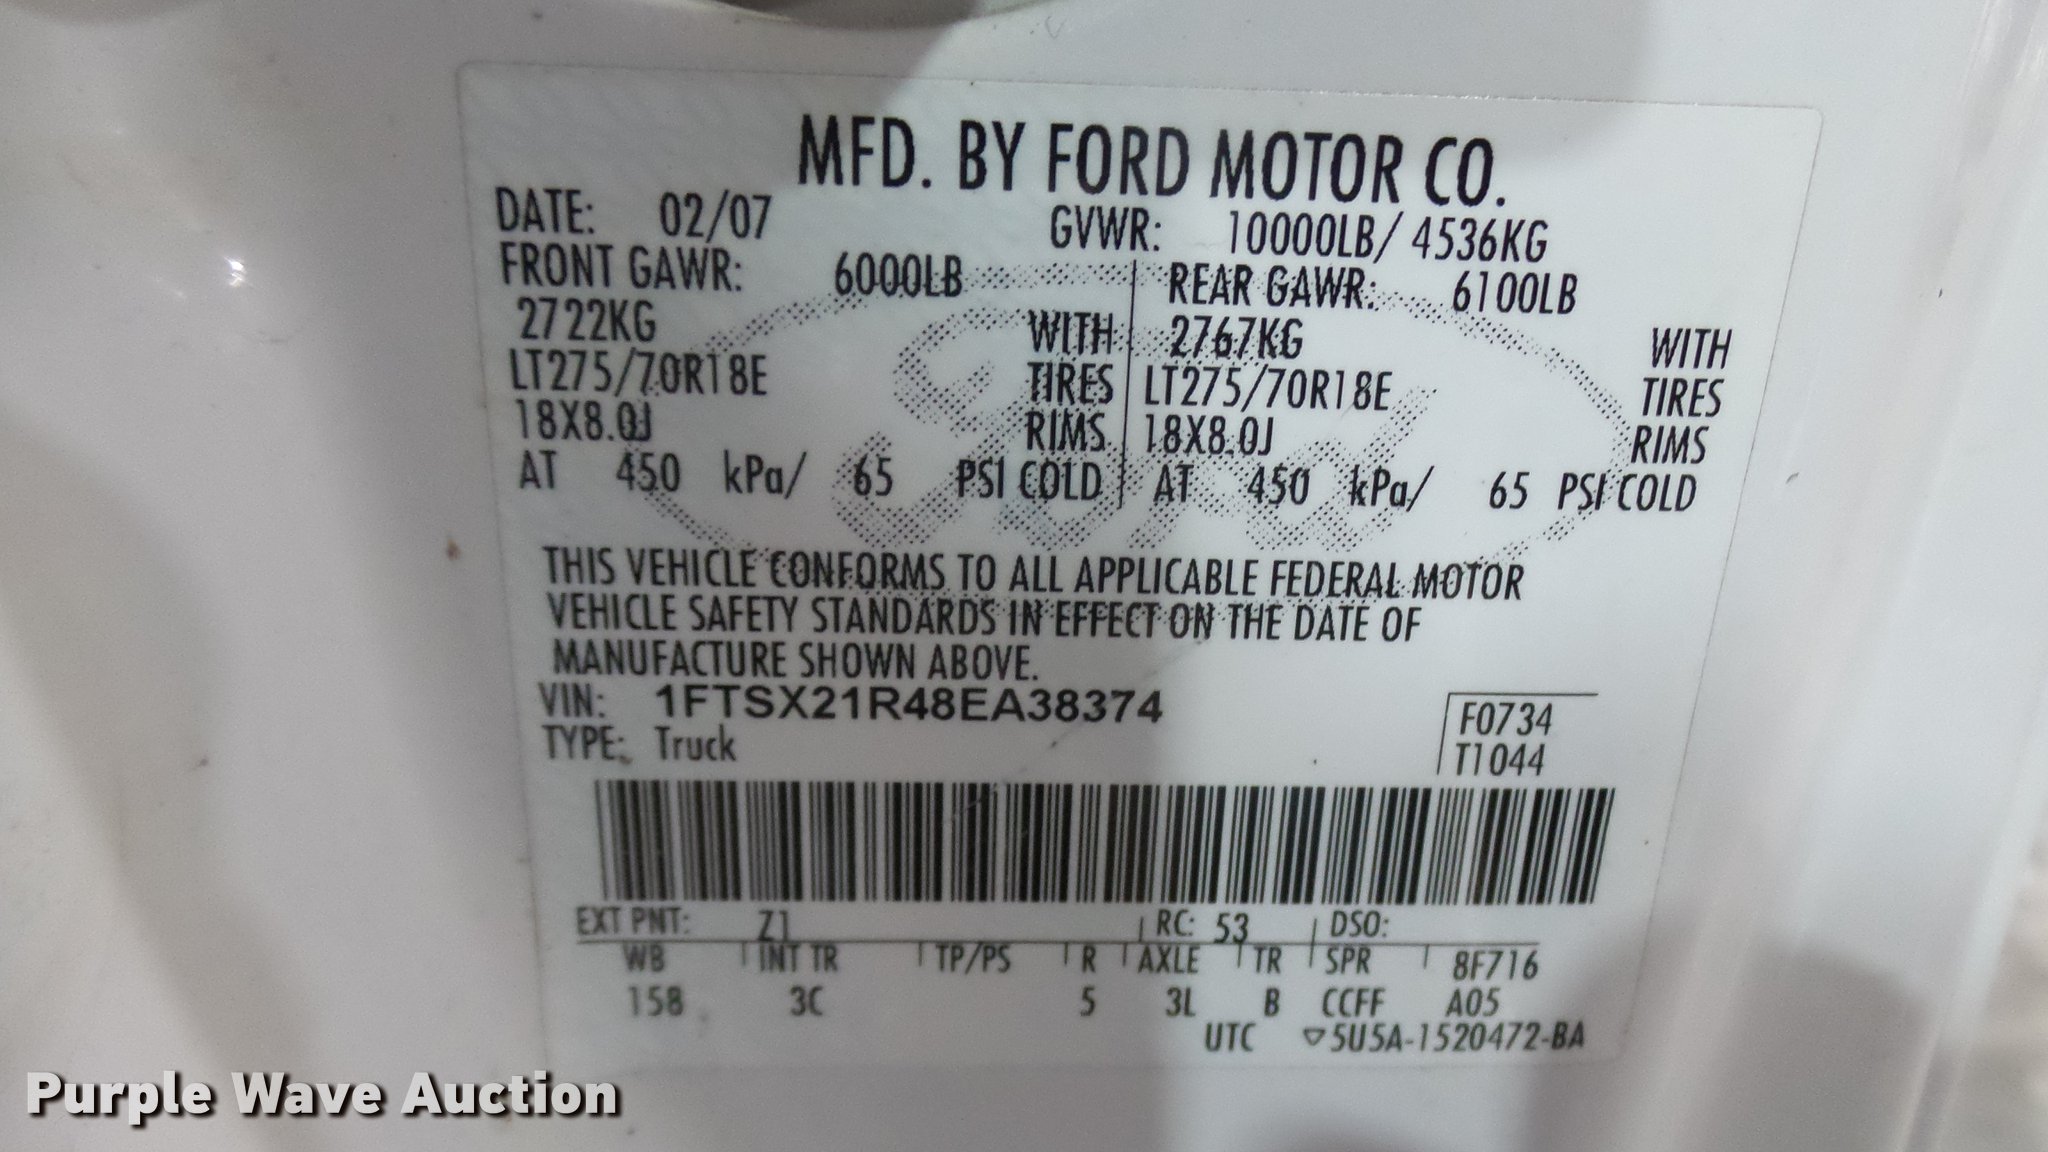 MFD. BY FORD MOTOR CO.
DATE: 02/07 GVWR: 10000LB/ 4536KG
FRONT GAWR: 6000LB REAR GAWR: 6100LB
2722KG WITH 2767KG WITH
LT275/70R18E TIRES LT275/70R18E TIRES
18X8.0J RIMS 18X8.0J RIMS
AT 450 kPa/ 65 PSI COLD AT 450 kPa/ 65 PSI COLD
Ford
THIS VEHICLE CONFORMS TO ALL APPLICABLE FEDERAL MOTOR
VEHICLE SAFETY STANDARDS IN EFFECT ON THE DATE OF
MANUFACTURE SHOWN ABOVE.
VIN: 1FTSX21R48EA38374 F0734
TYPE: Truck T1044
EXT PNT: Z1 RC: 53 DSO:
WB INT TR TP/PS R AXLE TR SPR 8F716
158 3C 5 3L B CCFF A05
UTC ▽5U5A-1520472-BA
Purple Wave Auction